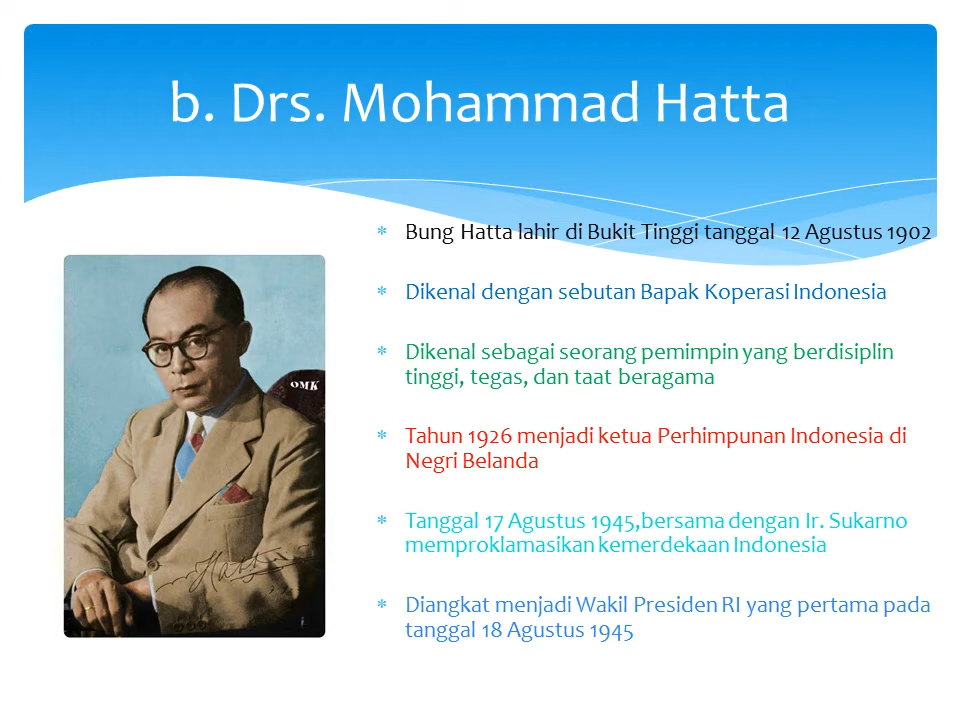 b. Drs. Mohammad Hatta
Bung Hatta lahir di Bukit Tinggi tanggal 12 Agustus 1902
Dikenal dengan sebutan Bapak Koperasi Indonesia
Dikenal sebagai seorang pemimpin yang berdisiplin
tinggi, tegas, dan taat beragama
Tahun 1926 menjadi ketua Perhimpunan Indonesia di
Negri Belanda
Tanggal 17 Agustus 1945,bersama dengan Ir. Sukarno
memproklamasikan kemerdekaan Indonesia
Diangkat menjadi Wakil Presiden RI yang pertama pada
tanggal 18 Agustus 1945
OMK
Hatta